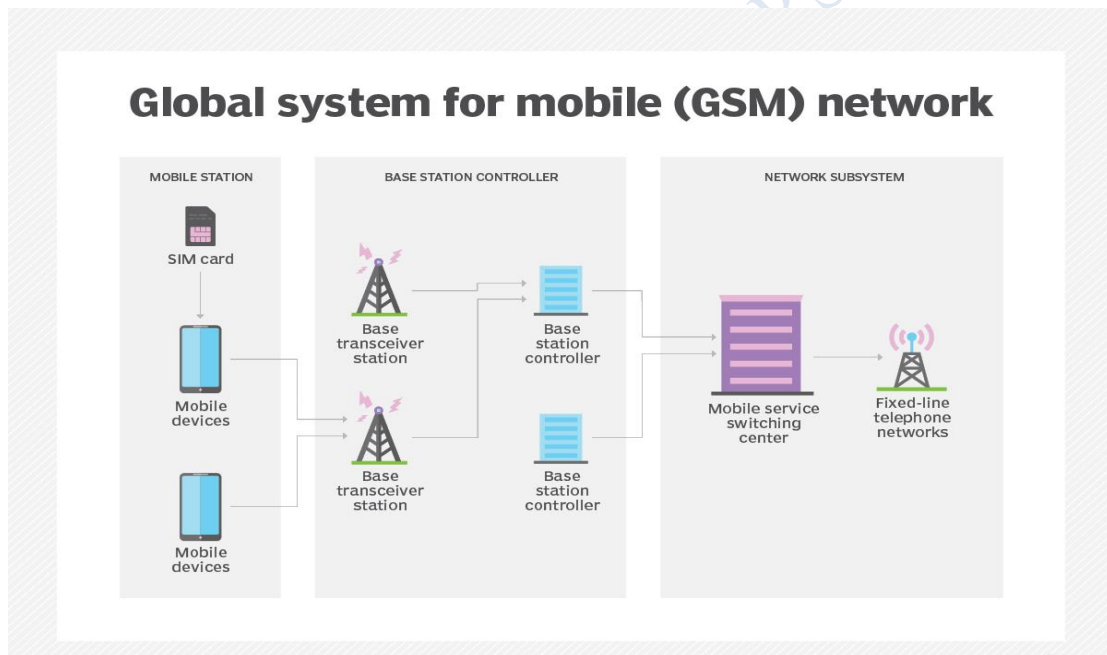 Global system for mobile (GSM) network
MOBILE STATION
SIM card
Mobile
devices
Mobile
devices
BASE STATION CONTROLLER
Base
transceiver
station
Base
station
controller
Base
transceiver
station
Base
station
controller
NETWORK SUBSYSTEM
Mobile service
switching
center
Fixed-line
telephone
networks